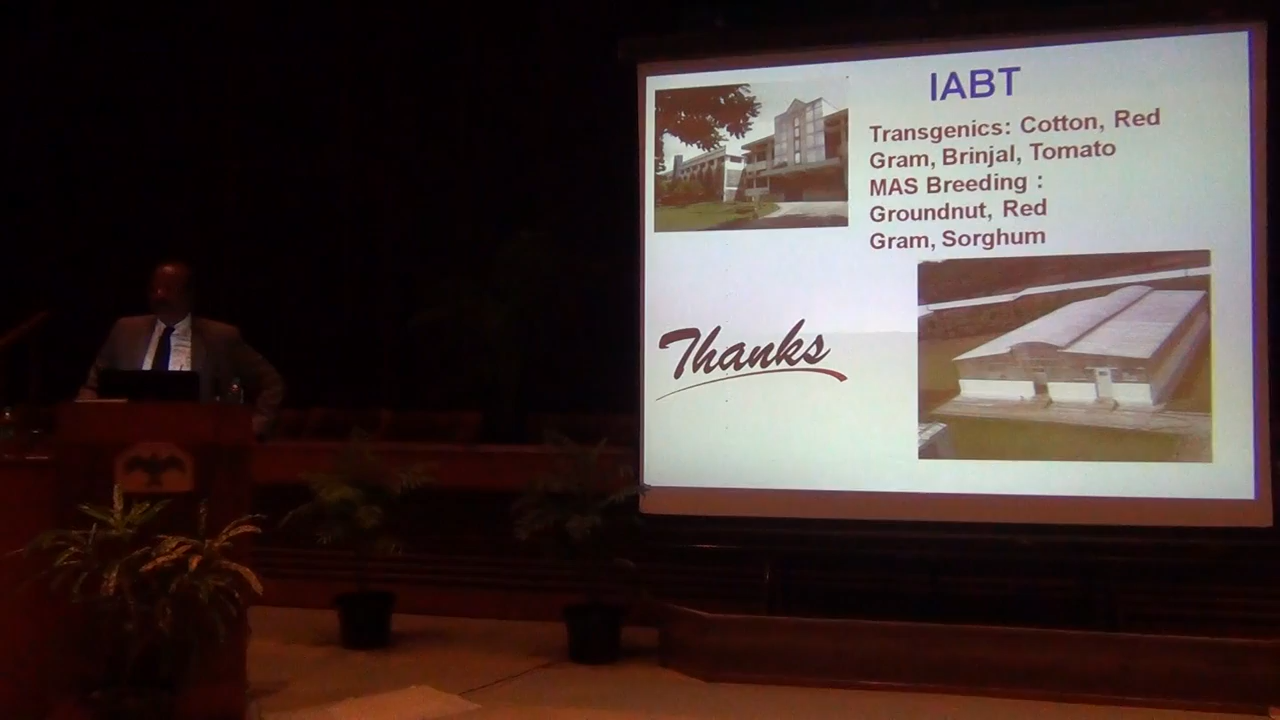 IABT
Transgenics: Cotton, Red
Gram, Brinjal, Tomato
MAS Breeding :
Groundnut, Red
Gram, Sorghum
Thanks